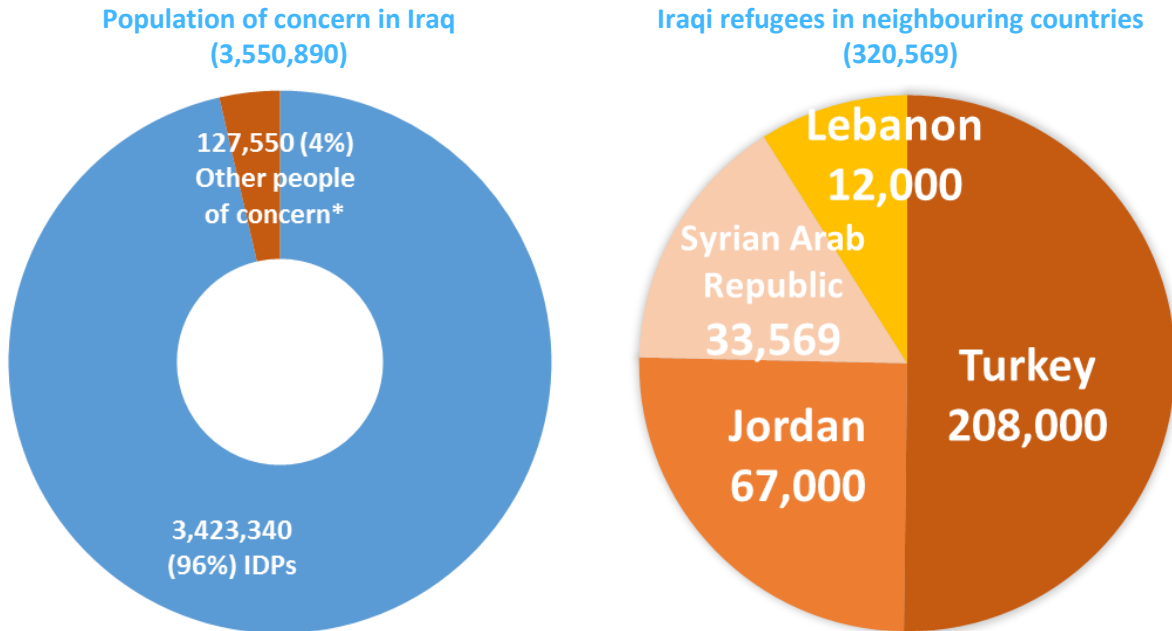 Population of concern in Iraq
(3,550,890)
127,550 (4%)
Other people
of concern*
3,423,340
(96%) IDPs
Iraqi refugees in neighbouring countries
(320,569)
Lebanon
12,000
Syrian Arab
Republic
33,569
Turkey
208,000
Jordan
67,000